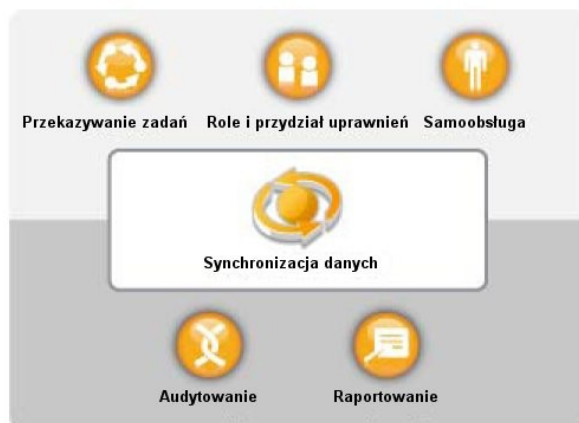 Przekazywanie zadań
Role i przydział uprawnień
Samoobsługa
Synchronizacja danych
Audytowanie
Raportowanie